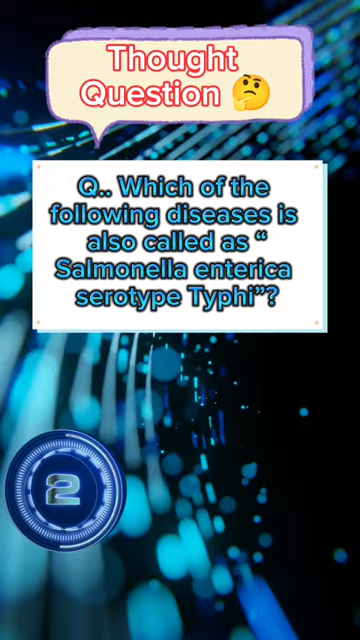 Thought
Question 🤔
Q.. Which of the
following diseases is
also called as “
Salmonella enterica
serotype Typhi”?
2